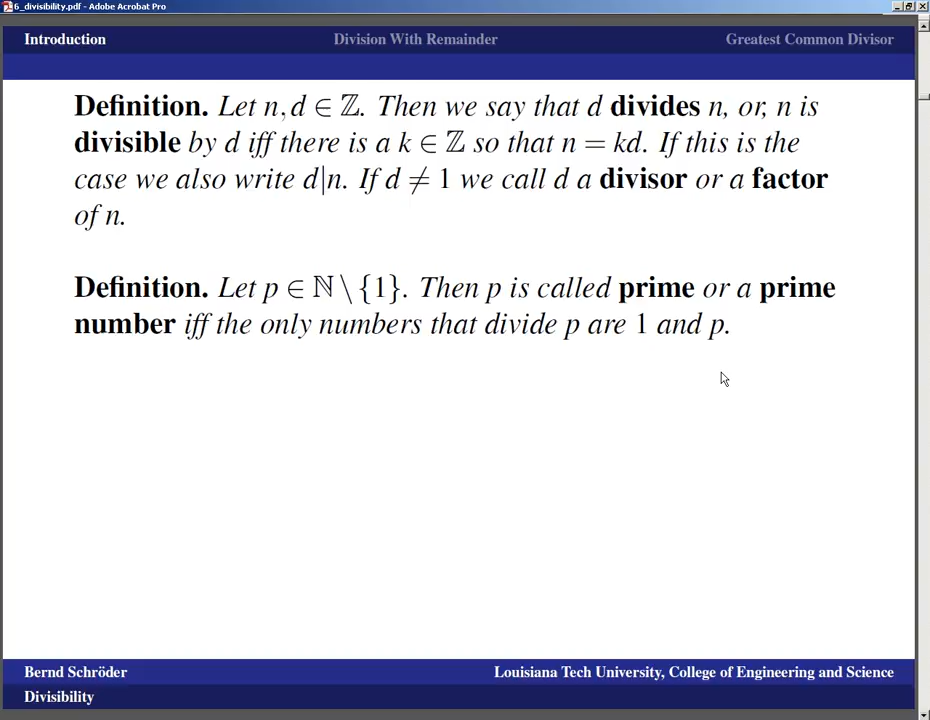 6_divisibility.pdf - Adobe Acrobat Pro
Introduction Division With Remainder Greatest Common Divisor
Definition. Let n, d ∈ ℤ. Then we say that d divides n, or, n is
divisible by d iff there is a k ∈ ℤ so that n = kd. If this is the
case we also write d|n. If d ≠ 1 we call d a divisor or a factor
of n.
Definition. Let p ∈ ℕ \ {1}. Then p is called prime or a prime
number iff the only numbers that divide p are 1 and p.
Bernd Schröder Louisiana Tech University, College of Engineering and Science
Divisibility